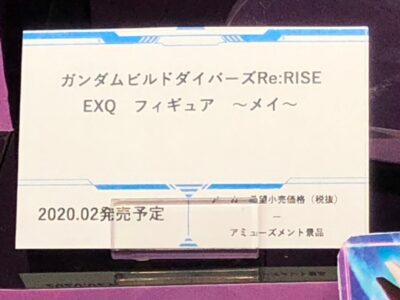 ガンダムビルドダイバーズRe:RISE
EXQ フィギュア ～メイ～
2020.02発売予定
希望小売価格（税抜）
―
アミューズメント景品